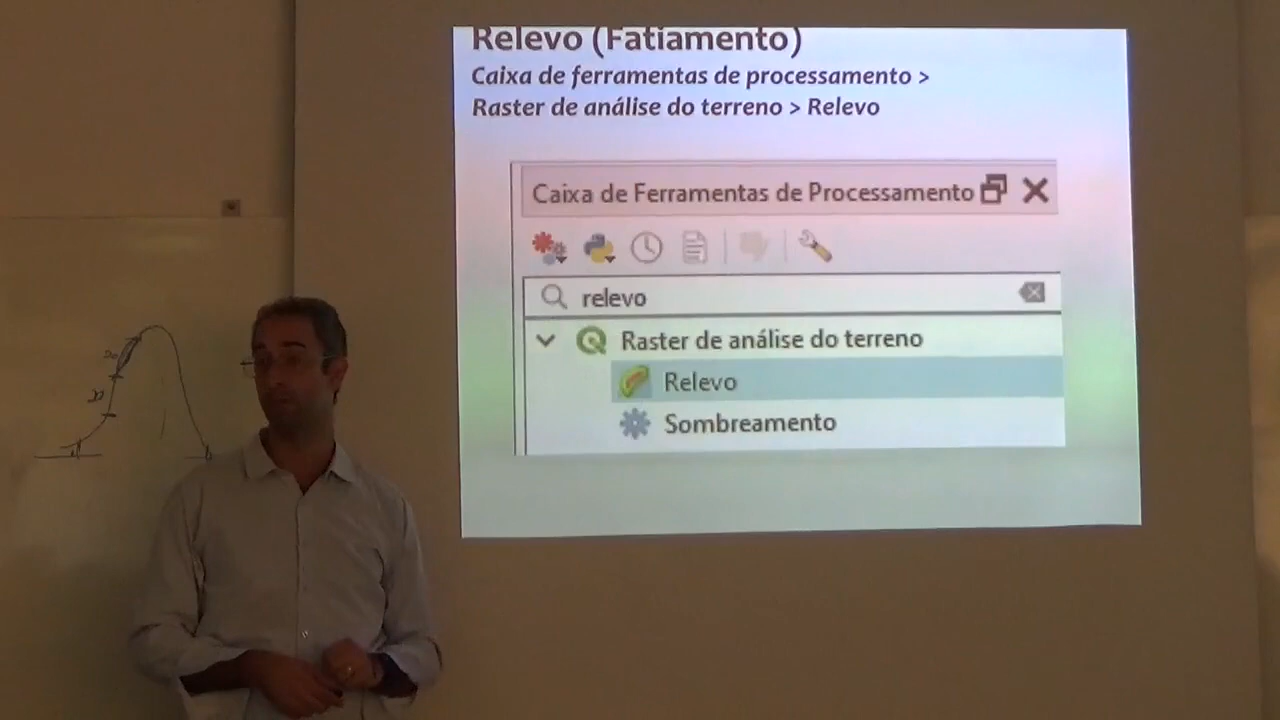 Relevo (Fatiamento)
Caixa de ferramentas de processamento >
Raster de análise do terreno > Relevo
Caixa de Ferramentas de Processamento
relevo
Raster de análise do terreno
Relevo
Sombreamento